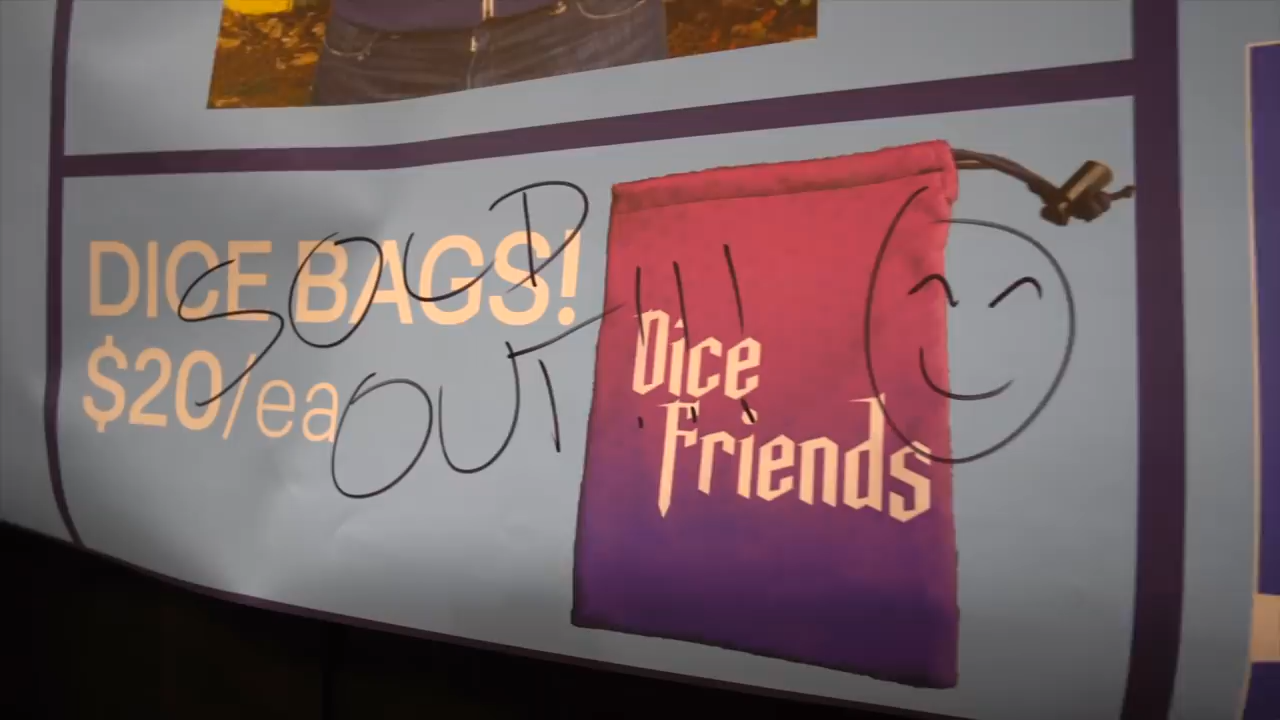 DICE BAGS!
$20/ea
SOLD
OUT!!!
Dice
Friends